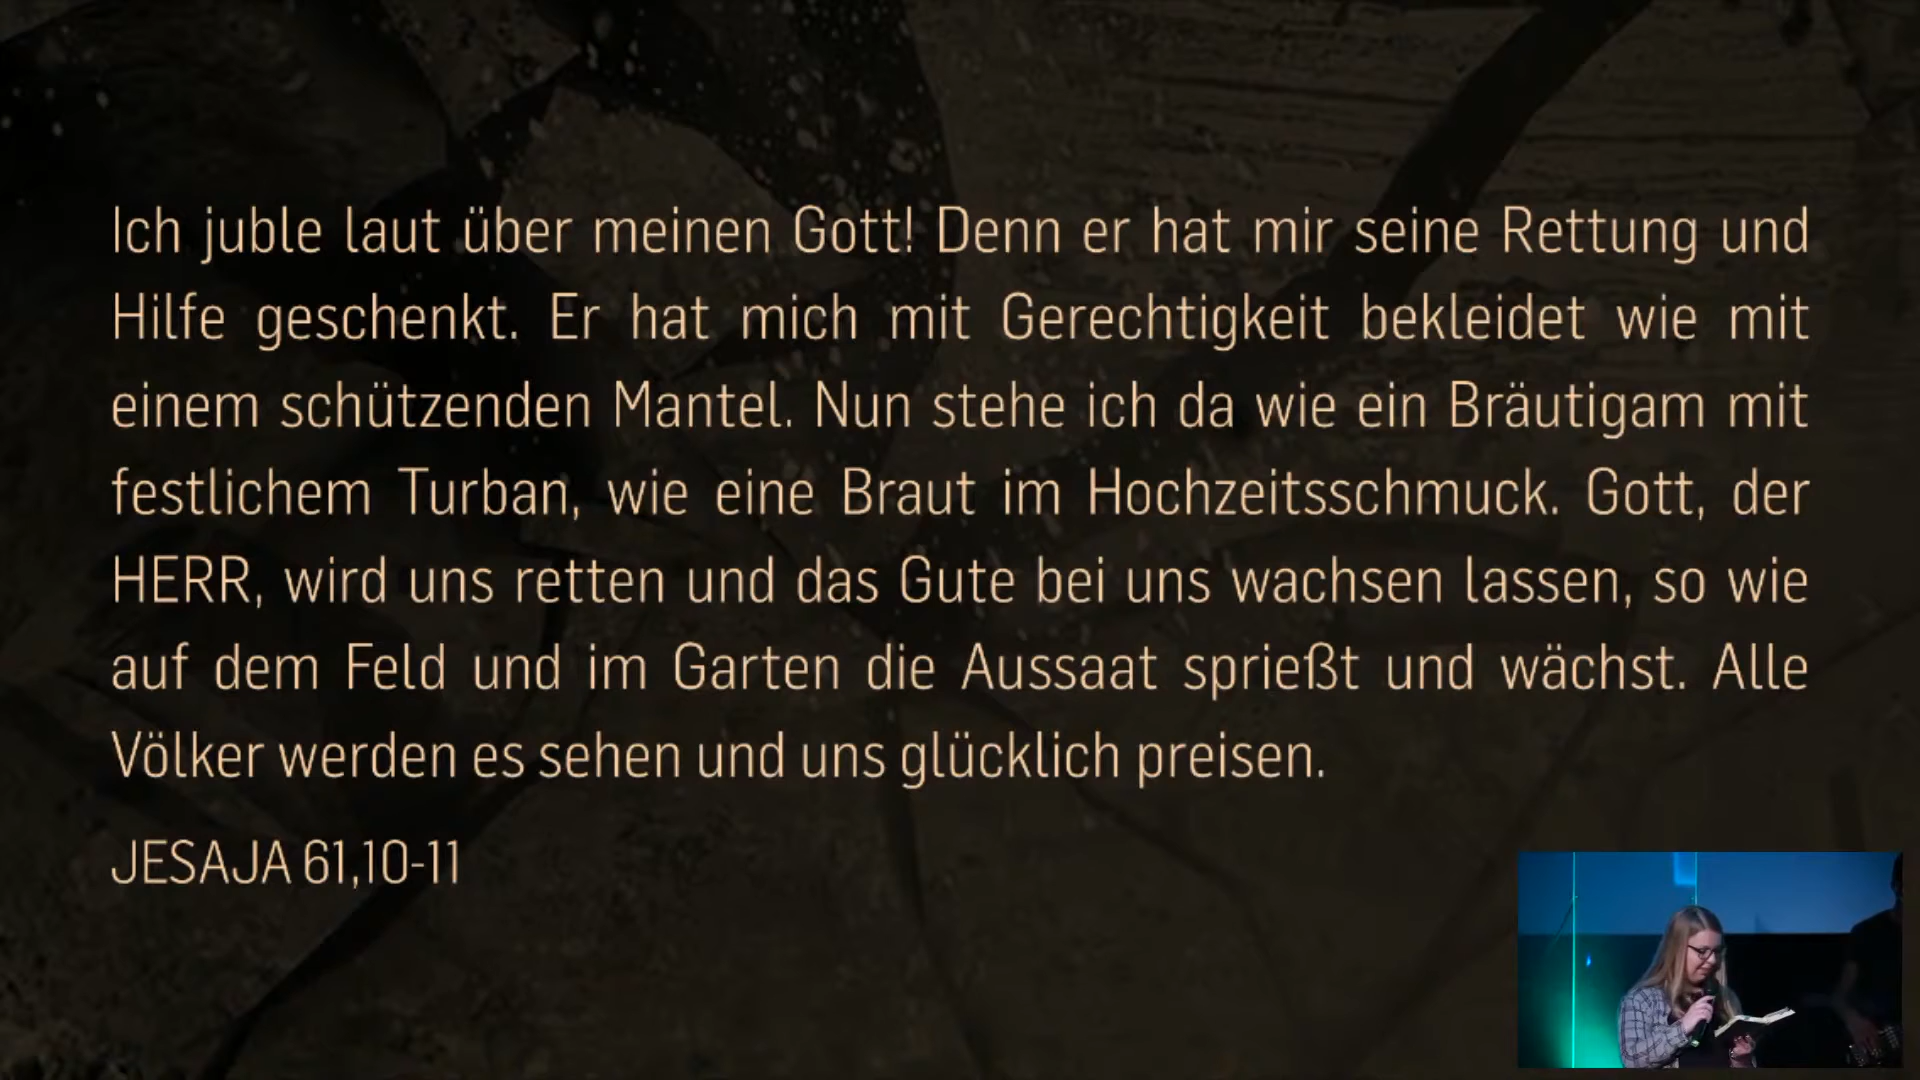 Ich juble laut über meinen Gott! Denn er hat mir seine Rettung und
Hilfe geschenkt. Er hat mich mit Gerechtigkeit bekleidet wie mit
einem schützenden Mantel. Nun stehe ich da wie ein Bräutigam mit
festlichem Turban, wie eine Braut im Hochzeitsschmuck. Gott, der
HERR, wird uns retten und das Gute bei uns wachsen lassen, so wie
auf dem Feld und im Garten die Aussaat sprießt und wächst. Alle
Völker werden es sehen und uns glücklich preisen.
JESAJA 61,10-11